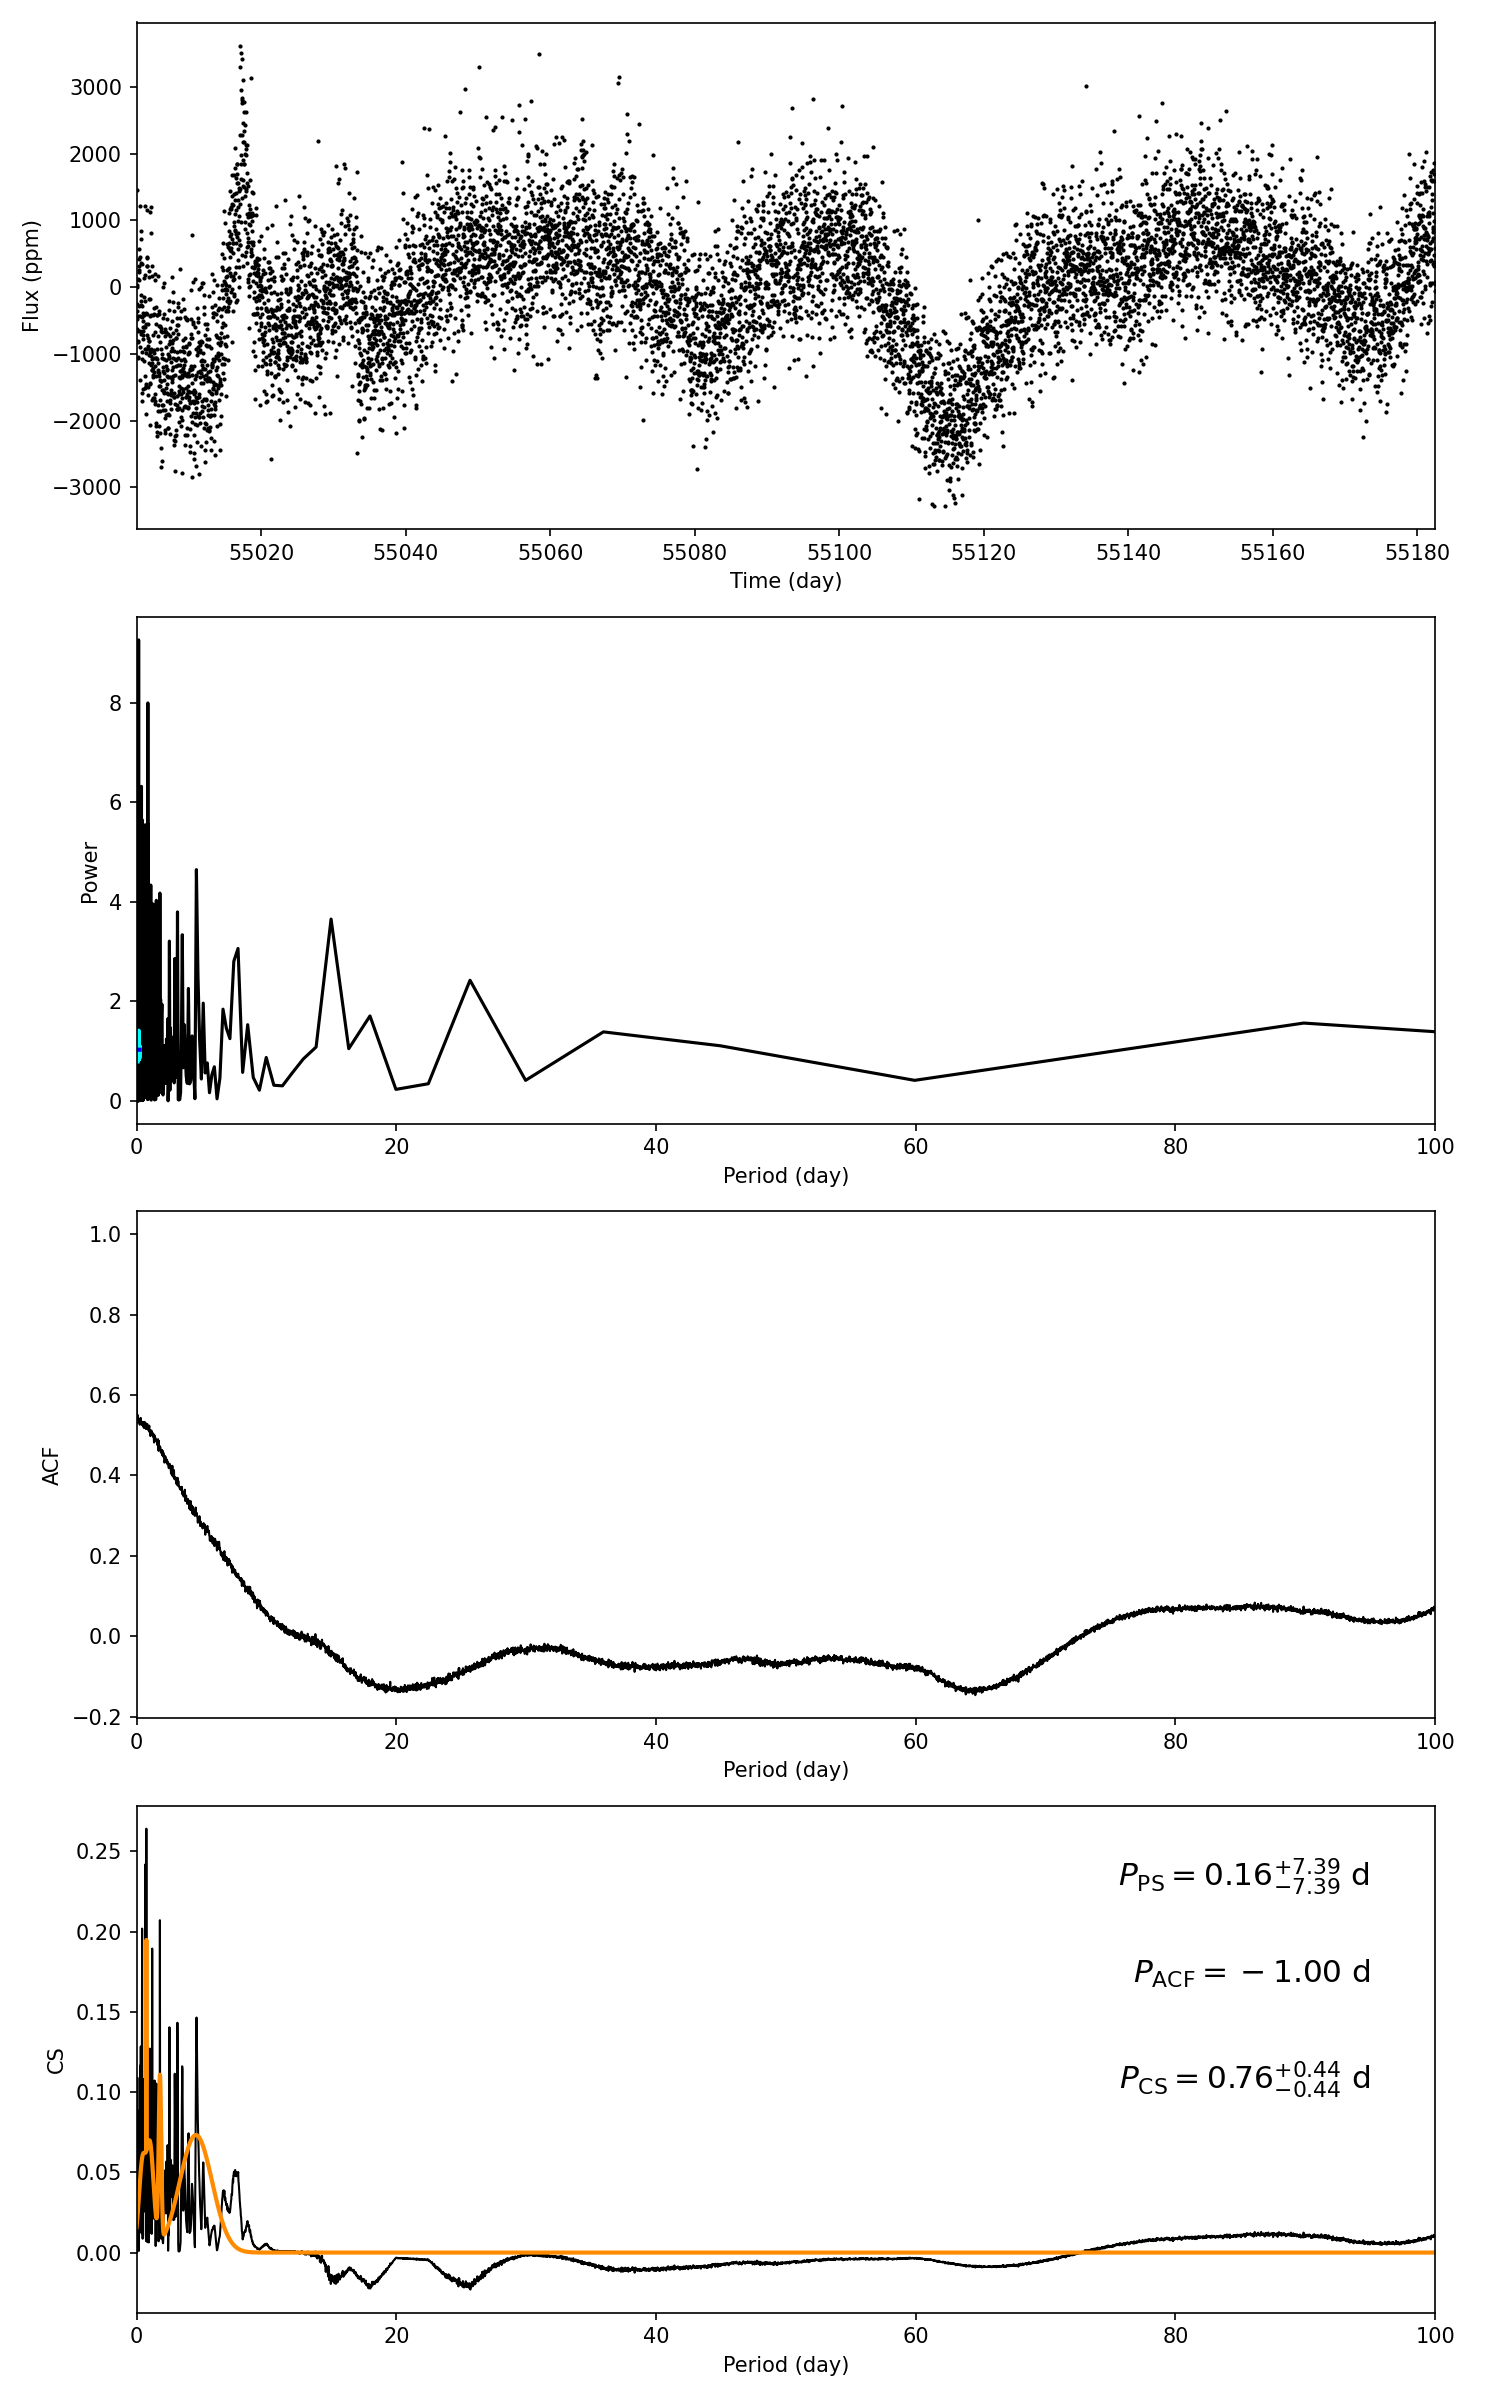 3000
2000
1000
0
−1000
−2000
−3000
Flux (ppm)
55020 55040 55060 55080 55100 55120 55140 55160 55180
Time (day)
8
6
4
2
0
Power
0 20 40 60 80 100
Period (day)
1.0
0.8
0.6
0.4
0.2
0.0
−0.2
ACF
0 20 40 60 80 100
Period (day)
0.25
0.20
0.15
0.10
0.05
0.00
CS
P_PS = 0.16^{+7.39}_{−7.39} d
P_ACF = −1.00 d
P_CS = 0.76^{+0.44}_{−0.44} d
0 20 40 60 80 100
Period (day)